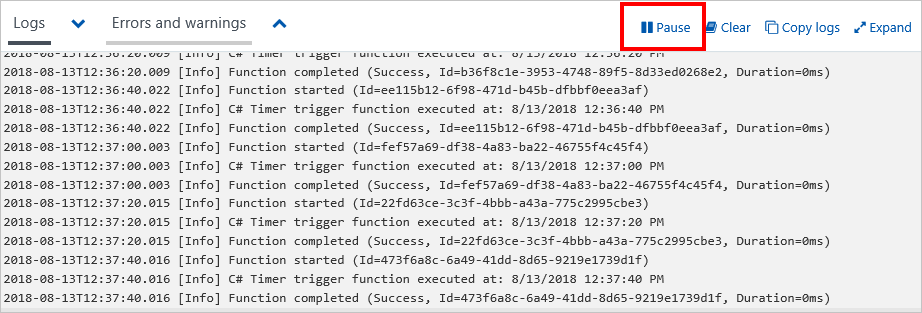 Logs Errors and warnings Pause Clear Copy logs Expand
2018-08-13T12:36:20.009 [Info] C# Timer trigger function executed at: 8/13/2018 12:36:20 PM
2018-08-13T12:36:20.009 [Info] Function completed (Success, Id=b36f8c1e-3953-4748-89f5-8d33ed0268e2, Duration=0ms)
2018-08-13T12:36:40.022 [Info] Function started (Id=ee115b12-6f98-471d-b45b-dfbbf0eea3af)
2018-08-13T12:36:40.022 [Info] C# Timer trigger function executed at: 8/13/2018 12:36:40 PM
2018-08-13T12:36:40.022 [Info] Function completed (Success, Id=ee115b12-6f98-471d-b45b-dfbbf0eea3af, Duration=0ms)
2018-08-13T12:37:00.003 [Info] Function started (Id=fef57a69-df38-4a83-ba22-46755f4c45f4)
2018-08-13T12:37:00.003 [Info] C# Timer trigger function executed at: 8/13/2018 12:37:00 PM
2018-08-13T12:37:00.003 [Info] Function completed (Success, Id=fef57a69-df38-4a83-ba22-46755f4c45f4, Duration=0ms)
2018-08-13T12:37:20.015 [Info] Function started (Id=22fd63ce-3c3f-4bbb-a43a-775c2995cbe3)
2018-08-13T12:37:20.015 [Info] C# Timer trigger function executed at: 8/13/2018 12:37:20 PM
2018-08-13T12:37:20.015 [Info] Function completed (Success, Id=22fd63ce-3c3f-4bbb-a43a-775c2995cbe3, Duration=0ms)
2018-08-13T12:37:40.016 [Info] Function started (Id=473f6a8c-6a49-41dd-8d65-9219e1739d1f)
2018-08-13T12:37:40.016 [Info] C# Timer trigger function executed at: 8/13/2018 12:37:40 PM
2018-08-13T12:37:40.016 [Info] Function completed (Success, Id=473f6a8c-6a49-41dd-8d65-9219e1739d1f, Duration=0ms)